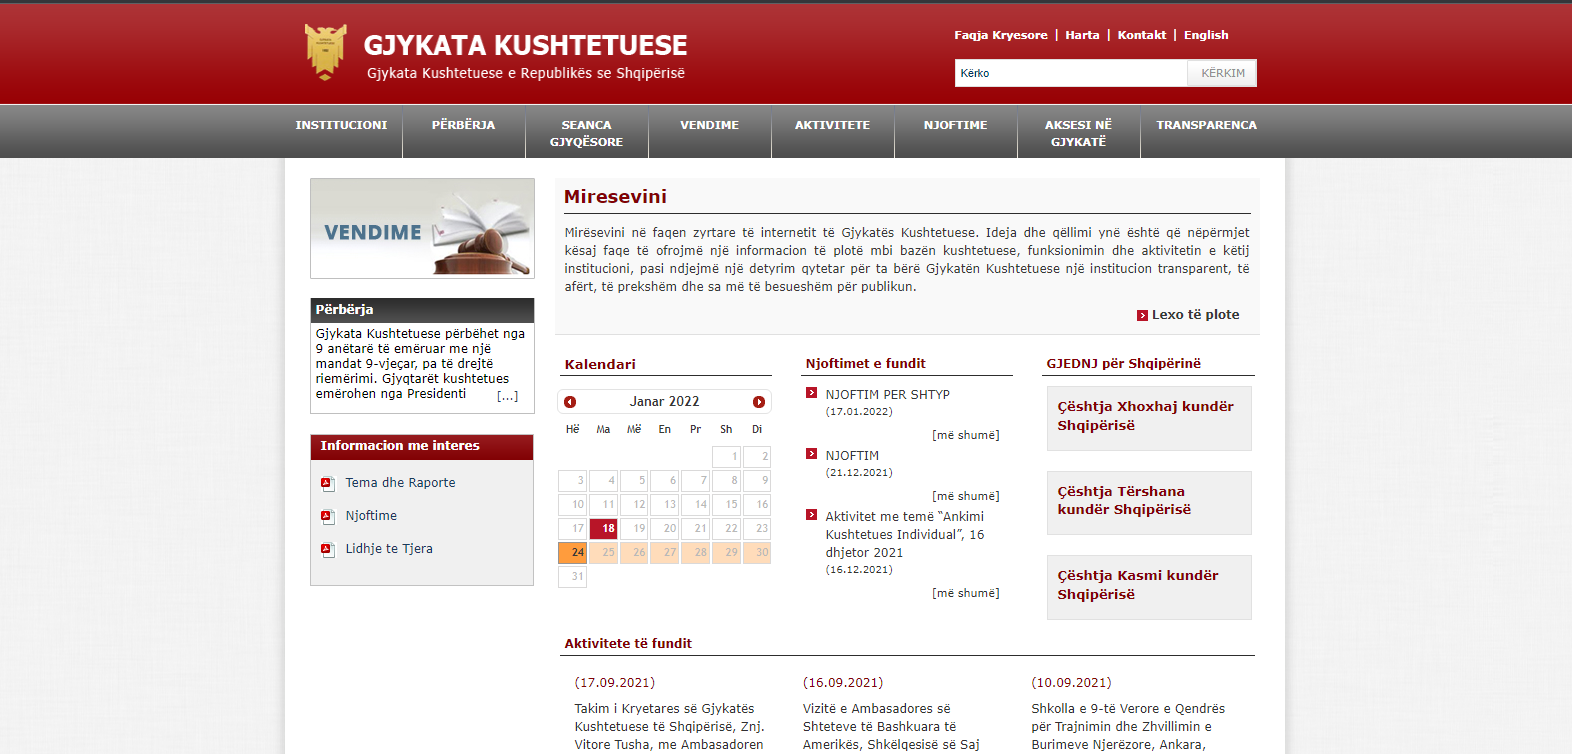 GJYKATA KUSHTETUESE
Gjykata Kushtetuese e Republikës se Shqipërisë
Faqja Kryesore | Harta | Kontakt | English
Kërko
KËRKIM
INSTITUCIONI
PËRBËRJA
SEANCA
GJYQËSORE
VENDIME
AKTIVITETE
NJOFTIME
AKSESI NË
GJYKATË
TRANSPARENCA
VENDIME
Përbërja
Gjykata Kushtetuese përbëhet nga
9 anëtarë të emëruar me një
mandat 9-vjeçar, pa të drejtë
riemërimi. Gjyqtarët kushtetues
emërohen nga Presidenti [...]
Informacion me interes
Tema dhe Raporte
Njoftime
Lidhje te Tjera
Miresevini
Mirësevini në faqen zyrtare të internetit të Gjykatës Kushtetuese. Ideja dhe qëllimi ynë është që nëpërmjet
kësaj faqe të ofrojmë një informacion të plotë mbi bazën kushtetuese, funksionimin dhe aktivitetin e këtij
institucioni, pasi ndjejmë një detyrim qytetar për ta bërë Gjykatën Kushtetuese një institucion transparent, të
afërt, të prekshëm dhe sa më të besueshëm për publikun.
Lexo të plote
Kalendari
Janar 2022
Hë Ma Më En Pr Sh Di
1 2
3 4 5 6 7 8 9
10 11 12 13 14 15 16
17 18 19 20 21 22 23
24 25 26 27 28 29 30
31
Njoftimet e fundit
NJOFTIM PER SHTYP
(17.01.2022)
[më shumë]
NJOFTIM
(21.12.2021)
[më shumë]
Aktivitet me temë “Ankimi
Kushtetues Individual”, 16
dhjetor 2021
(16.12.2021)
[më shumë]
GJEDNJ për Shqipërinë
Çështja Xhoxhaj kundër
Shqipërisë
Çështja Tërshana
kundër Shqipërisë
Çështja Kasmi kundër
Shqipërisë
Aktivitete të fundit
(17.09.2021)
Takim i Kryetares së Gjykatës
Kushtetuese të Shqipërisë, Znj.
Vitore Tusha, me Ambasadoren
(16.09.2021)
Vizitë e Ambasadores së
Shteteve të Bashkuara të
Amerikës, Shkëlqesisë së Saj
(10.09.2021)
Shkolla e 9-të Verore e Qendrës
për Trajnimin dhe Zhvillimin e
Burimeve Njerëzore, Ankara,